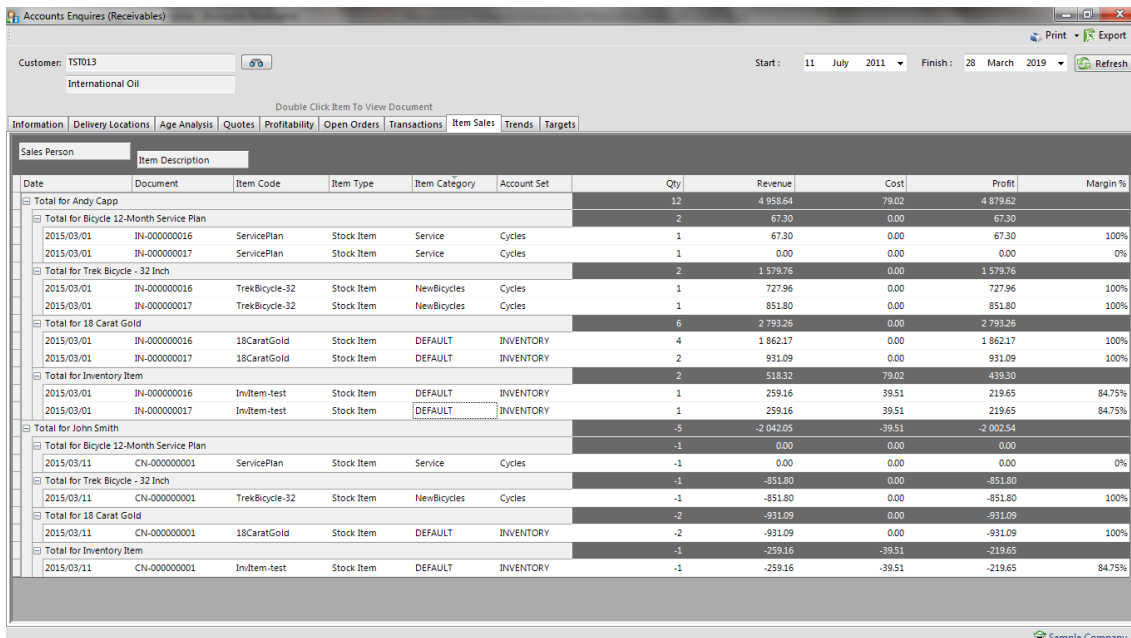 Accounts Enquires (Receivables)
Print Export
Customer: TST013 Start: 11 July 2011 Finish: 28 March 2019 Refresh
International Oil
Double Click Item To View Document
Information Delivery Locations Age Analysis Quotes Profitability Open Orders Transactions Item Sales Trends Targets
Sales Person
Item Description
Date Document Item Code Item Type Item Category Account Set Qty Revenue Cost Profit Margin %
Total for Andy Capp 12 4 958.64 79.02 4 879.62
Total for Bicycle 12-Month Service Plan 2 67.30 0.00 67.30
2015/03/01 IN-000000016 ServicePlan Stock Item Service Cycles 1 67.30 0.00 67.30 100%
2015/03/01 IN-000000017 ServicePlan Stock Item Service Cycles 1 0.00 0.00 0.00 0%
Total for Trek Bicycle - 32 Inch 2 1 579.76 0.00 1 579.76
2015/03/01 IN-000000016 TrekBicycle-32 Stock Item NewBicycles Cycles 1 727.96 0.00 727.96 100%
2015/03/01 IN-000000017 TrekBicycle-32 Stock Item NewBicycles Cycles 1 851.80 0.00 851.80 100%
Total for 18 Carat Gold 6 2 793.26 0.00 2 793.26
2015/03/01 IN-000000016 18CaratGold Stock Item DEFAULT INVENTORY 4 1 862.17 0.00 1 862.17 100%
2015/03/01 IN-000000017 18CaratGold Stock Item DEFAULT INVENTORY 2 931.09 0.00 931.09 100%
Total for Inventory Item 2 518.32 79.02 439.30
2015/03/01 IN-000000016 InvItem-test Stock Item DEFAULT INVENTORY 1 259.16 39.51 219.65 84.75%
2015/03/01 IN-000000017 InvItem-test Stock Item DEFAULT INVENTORY 1 259.16 39.51 219.65 84.75%
Total for John Smith -5 -2 042.05 -39.51 -2 002.54
Total for Bicycle 12-Month Service Plan -1 0.00 0.00 0.00
2015/03/11 CN-000000001 ServicePlan Stock Item Service Cycles -1 0.00 0.00 0.00 0%
Total for Trek Bicycle - 32 Inch -1 -851.80 0.00 -851.80
2015/03/11 CN-000000001 TrekBicycle-32 Stock Item NewBicycles Cycles -1 -851.80 0.00 -851.80 100%
Total for 18 Carat Gold -2 -931.09 0.00 -931.09
2015/03/11 CN-000000001 18CaratGold Stock Item DEFAULT INVENTORY -2 -931.09 0.00 -931.09 100%
Total for Inventory Item -1 -259.16 -39.51 -219.65
2015/03/11 CN-000000001 InvItem-test Stock Item DEFAULT INVENTORY -1 -259.16 -39.51 -219.65 84.75%
Sample Company